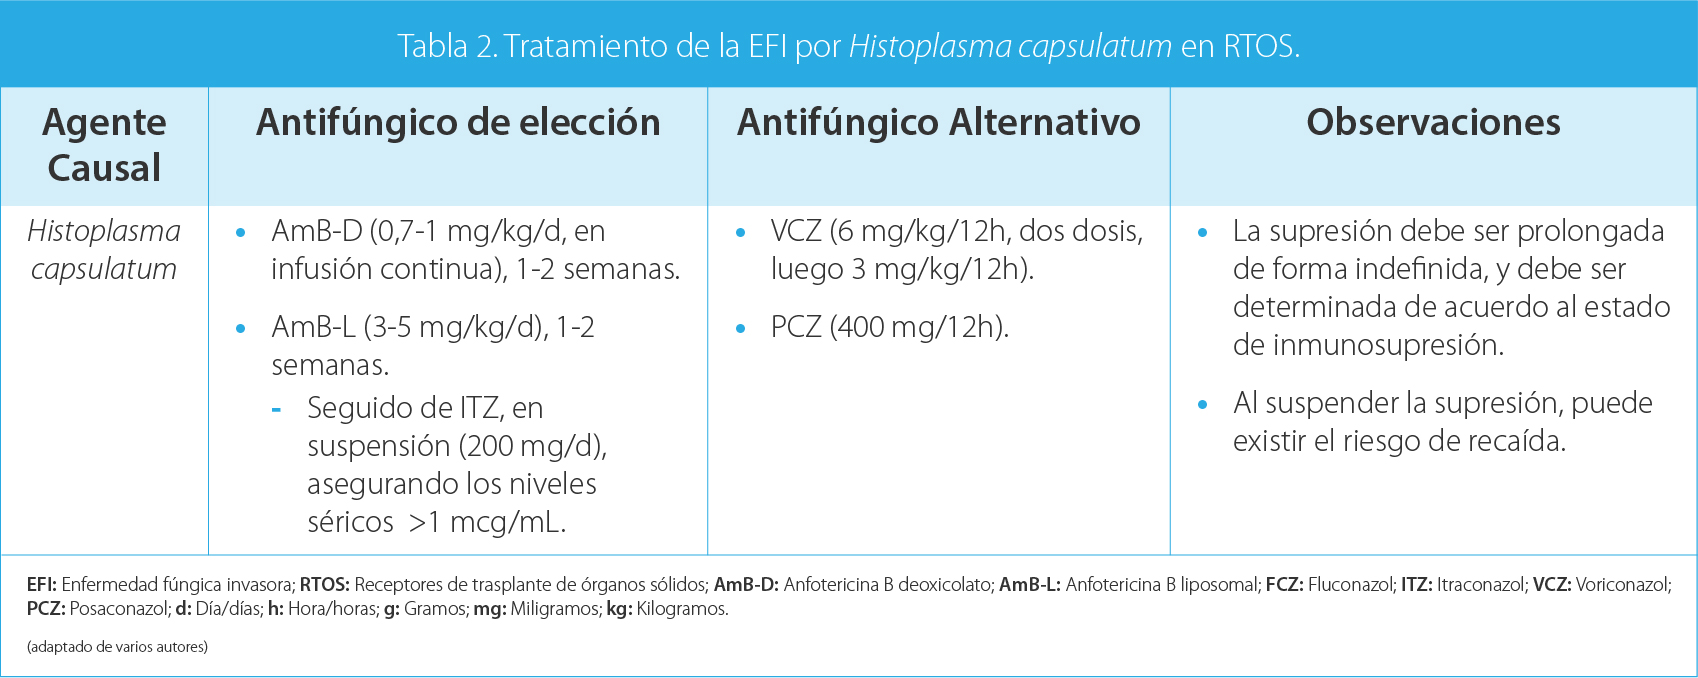 Tabla 2. Tratamiento de la EFI por Histoplasma capsulatum en RTOS.
Agente
Causal
Antifúngico de elección
Antifúngico Alternativo
Observaciones
Histoplasma
capsulatum
• AmB-D (0,7-1 mg/kg/d, en
infusión continua), 1-2 semanas.
• AmB-L (3-5 mg/kg/d), 1-2
semanas.
- Seguido de ITZ, en
suspensión (200 mg/d),
asegurando los niveles
séricos >1 mcg/mL.
• VCZ (6 mg/kg/12h, dos dosis,
luego 3 mg/kg/12h).
• PCZ (400 mg/12h).
• La supresión debe ser prolongada
de forma indefinida, y debe ser
determinada de acuerdo al estado
de inmunosupresión.
• Al suspender la supresión, puede
existir el riesgo de recaída.
EFI: Enfermedad fúngica invasora; RTOS: Receptores de trasplante de órganos sólidos; AmB-D: Anfotericina B deoxicolato; AmB-L: Anfotericina B liposomal; FCZ: Fluconazol; ITZ: Itraconazol; VCZ: Voriconazol;
PCZ: Posaconazol; d: Día/días; h: Hora/horas; g: Gramos; mg: Miligramos; kg: Kilogramos.
(adaptado de varios autores)